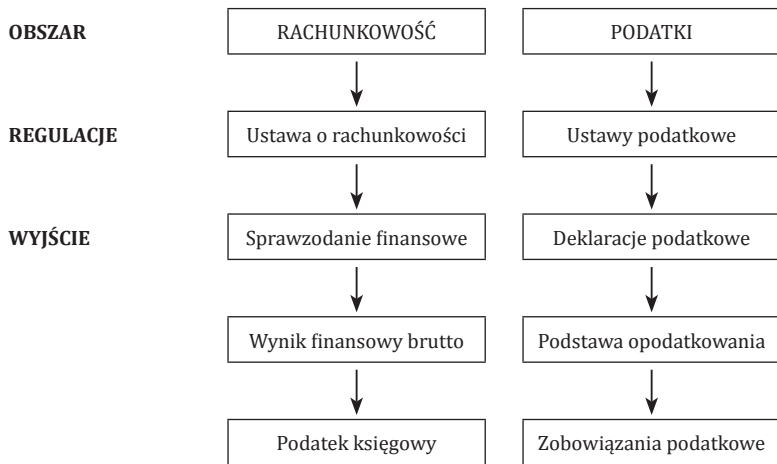 OBSZAR RACHUNKOWOŚĆ PODATKI
REGULACJE Ustawa o rachunkowości Ustawy podatkowe
WYJŚCIE Sprawzodanie finansowe Deklaracje podatkowe
Wynik finansowy brutto Podstawa opodatkowania
Podatek księgowy Zobowiązania podatkowe